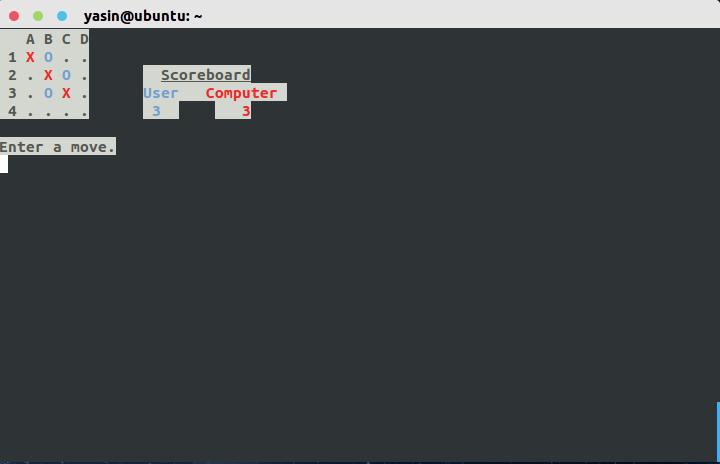 yasin@ubuntu: ~
A B C D
1 X O . .
2 . X O .
3 . O X .
4 . . . .
Scoreboard
User Computer
3 3
Enter a move.